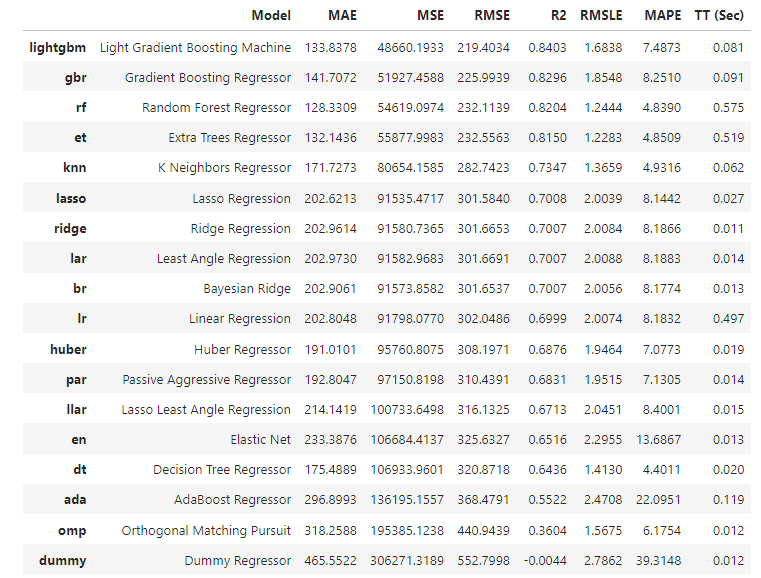 Model MAE MSE RMSE R2 RMSLE MAPE TT (Sec)
lightgbm Light Gradient Boosting Machine 133.8378 48660.1933 219.4034 0.8403 1.6838 7.4873 0.081
gbr Gradient Boosting Regressor 141.7072 51927.4588 225.9939 0.8296 1.8548 8.2510 0.091
rf Random Forest Regressor 128.3309 54619.0974 232.1139 0.8204 1.2444 4.8390 0.575
et Extra Trees Regressor 132.1436 55877.9983 232.5563 0.8150 1.2283 4.8509 0.519
knn K Neighbors Regressor 171.7273 80654.1585 282.7423 0.7347 1.3659 4.9316 0.062
lasso Lasso Regression 202.6213 91535.4717 301.5840 0.7008 2.0039 8.1442 0.027
ridge Ridge Regression 202.9614 91580.7365 301.6653 0.7007 2.0084 8.1866 0.011
lar Least Angle Regression 202.9730 91582.9683 301.6691 0.7007 2.0088 8.1883 0.014
br Bayesian Ridge 202.9061 91573.8582 301.6537 0.7007 2.0056 8.1774 0.013
lr Linear Regression 202.8048 91798.0770 302.0486 0.6999 2.0074 8.1832 0.497
huber Huber Regressor 191.0101 95760.8075 308.1971 0.6876 1.9464 7.0773 0.019
par Passive Aggressive Regressor 192.8047 97150.8198 310.4391 0.6831 1.9515 7.1305 0.014
llar Lasso Least Angle Regression 214.1419 100733.6498 316.1325 0.6713 2.0451 8.4001 0.015
en Elastic Net 233.3876 106684.4137 325.6327 0.6516 2.2955 13.6867 0.013
dt Decision Tree Regressor 175.4889 106933.9601 320.8718 0.6436 1.4130 4.4011 0.020
ada AdaBoost Regressor 296.8993 136195.1557 368.4791 0.5522 2.4708 22.0951 0.119
omp Orthogonal Matching Pursuit 318.2588 195385.1238 440.9439 0.3604 1.5675 6.1754 0.012
dummy Dummy Regressor 465.5522 306271.3189 552.7998 -0.0044 2.7862 39.3148 0.012